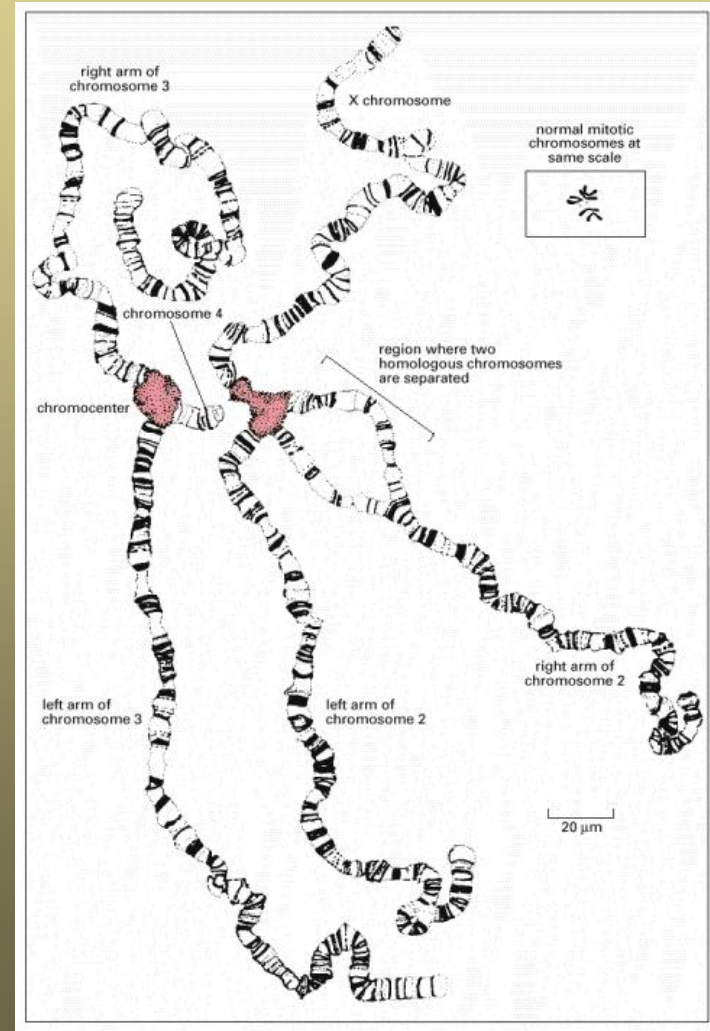 right arm of
chromosome 3
X chromosome
normal mitotic
chromosomes at
same scale
chromosome 4
region where two
homologous chromosomes
are separated
chromocenter
right arm of
chromosome 2
left arm of
chromosome 3
left arm of
chromosome 2
20 µm